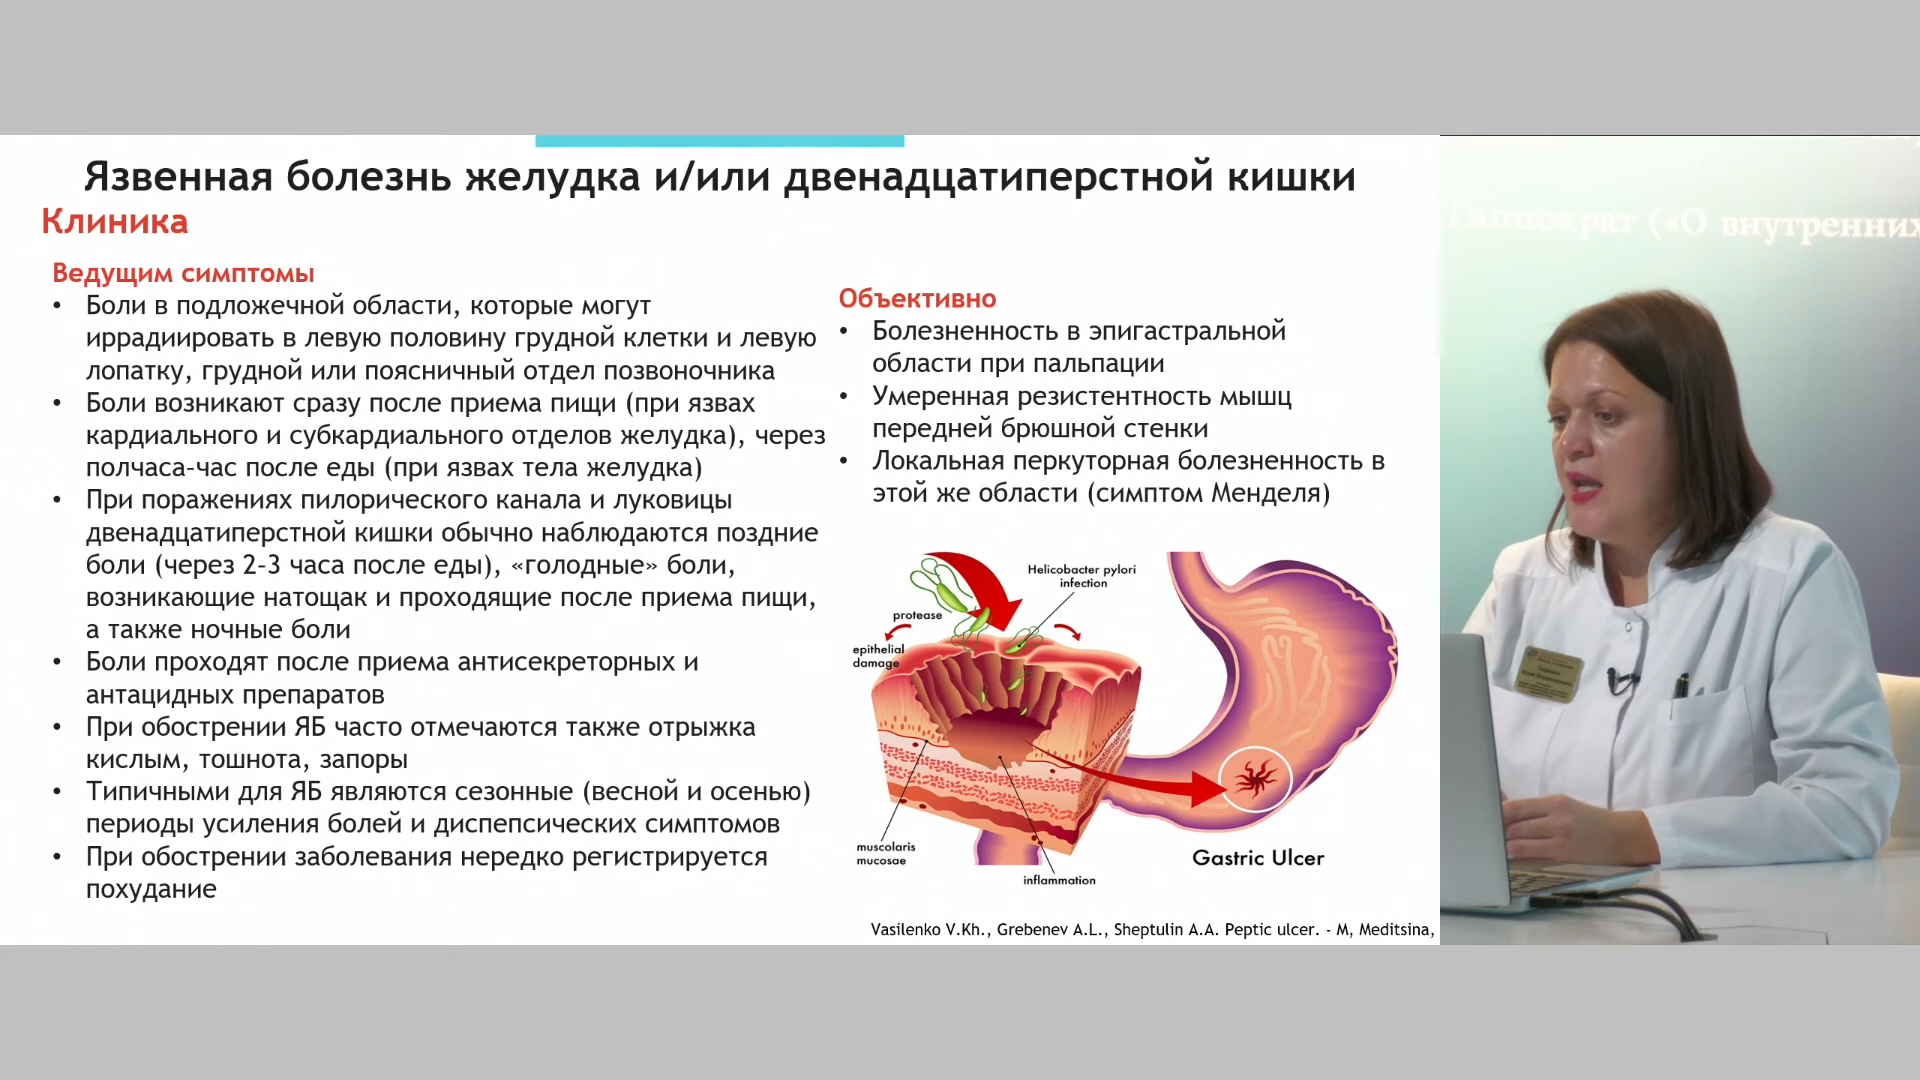 Язвенная болезнь желудка и/или двенадцатиперстной кишки
Клиника
Ведущим симптомы
• Боли в подложечной области, которые могут
иррадиировать в левую половину грудной клетки и левую
лопатку, грудной или поясничный отдел позвоночника
• Боли возникают сразу после приема пищи (при язвах
кардиального и субкардиального отделов желудка), через
полчаса-час после еды (при язвах тела желудка)
• При поражениях пилорического канала и луковицы
двенадцатиперстной кишки обычно наблюдаются поздние
боли (через 2–3 часа после еды), «голодные» боли,
возникающие натощак и проходящие после приема пищи,
а также ночные боли
• Боли проходят после приема антисекреторных и
антацидных препаратов
• При обострении ЯБ часто отмечаются также отрыжка
кислым, тошнота, запоры
• Типичными для ЯБ являются сезонные (весной и осенью)
периоды усиления болей и диспепсических симптомов
• При обострении заболевания нередко регистрируется
похудание
Объективно
• Болезненность в эпигастральной
области при пальпации
• Умеренная резистентность мышц
передней брюшной стенки
• Локальная перкуторная болезненность в
этой же области (симптом Менделя)
Helicobacter pylori
infection
protease
epithelial
damage
muscolaris
mucosae
inflammation
Gastric Ulcer
Vasilenko V.Kh., Grebenev A.L., Sheptulin A.A. Peptic ulcer. - M, Meditsina,
Гиппократ («О внутренних